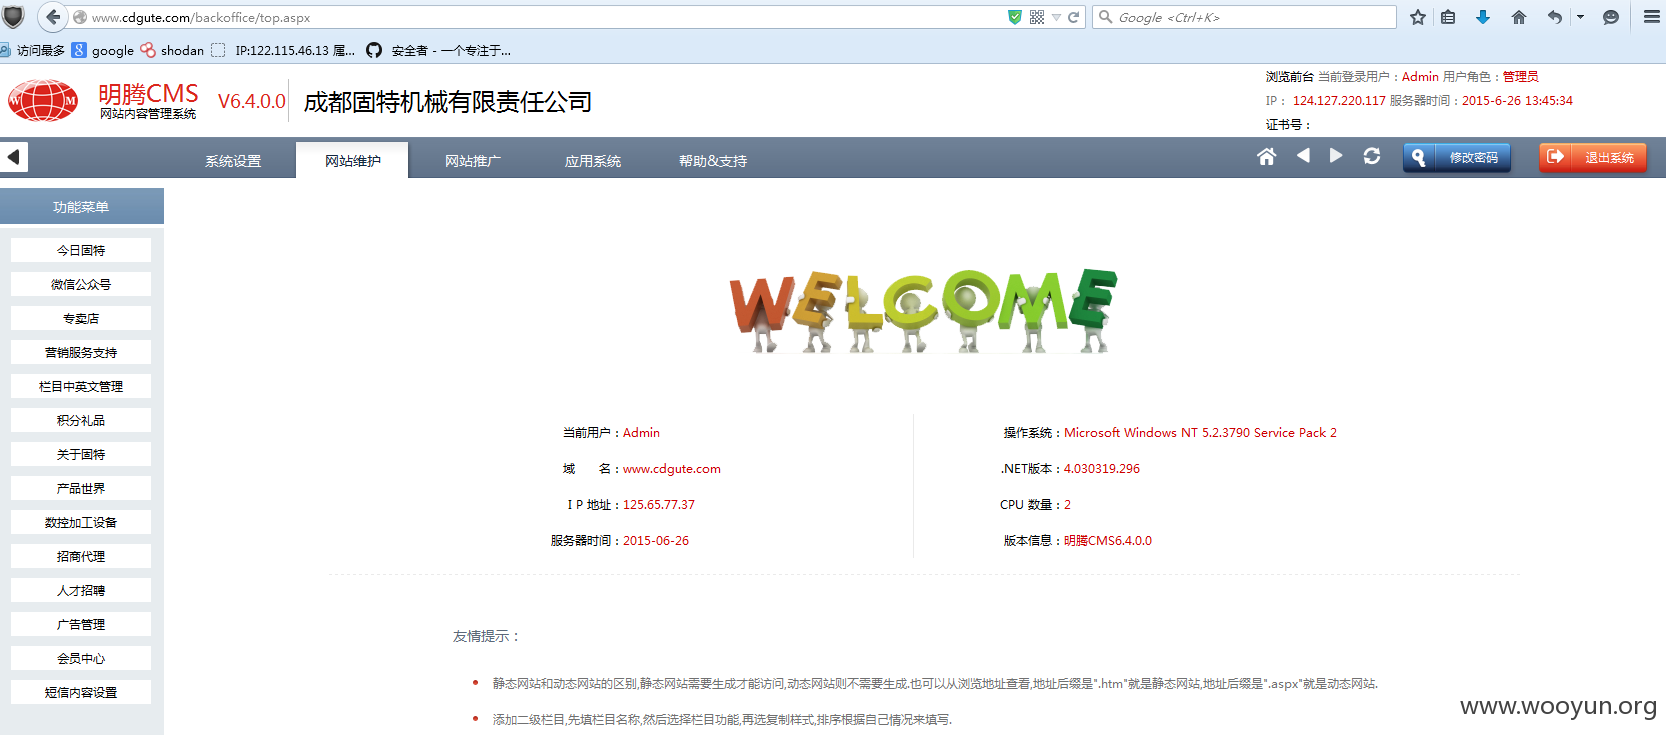 www.cdgute.com/backoffice/top.aspx
Google <Ctrl+K>
访问最多 google shodan IP:122.115.46.13 属... 安全者 - 一个专注于...
明腾CMS
网站内容管理系统
V6.4.0.0
成都固特机械有限责任公司
浏览前台 当前登录用户：Admin 用户角色：管理员
IP： 124.127.220.117 服务器时间：2015-6-26 13:45:34
证书号：
系统设置 网站维护 网站推广 应用系统 帮助&支持
修改密码 退出系统
功能菜单
今日固特
微信公众号
专卖店
营销服务支持
栏目中英文管理
积分礼品
关于固特
产品世界
数控加工设备
招商代理
人才招聘
广告管理
会员中心
短信内容设置
WELCOME
当前用户：Admin
域 名：www.cdgute.com
I P 地址：125.65.77.37
服务器时间：2015-06-26
操作系统：Microsoft Windows NT 5.2.3790 Service Pack 2
.NET版本：4.030319.296
CPU 数量：2
版本信息：明腾CMS6.4.0.0
友情提示：
静态网站和动态网站的区别,静态网站需要生成才能访问,动态网站则不需要生成.也可以从浏览地址查看,地址后缀是".htm"就是静态网站,地址后缀是".aspx"就是动态网站.
添加二级栏目,先填栏目名称,然后选择栏目功能,再选复制样式,排序根据自己情况来填写.
www.wooyun.org